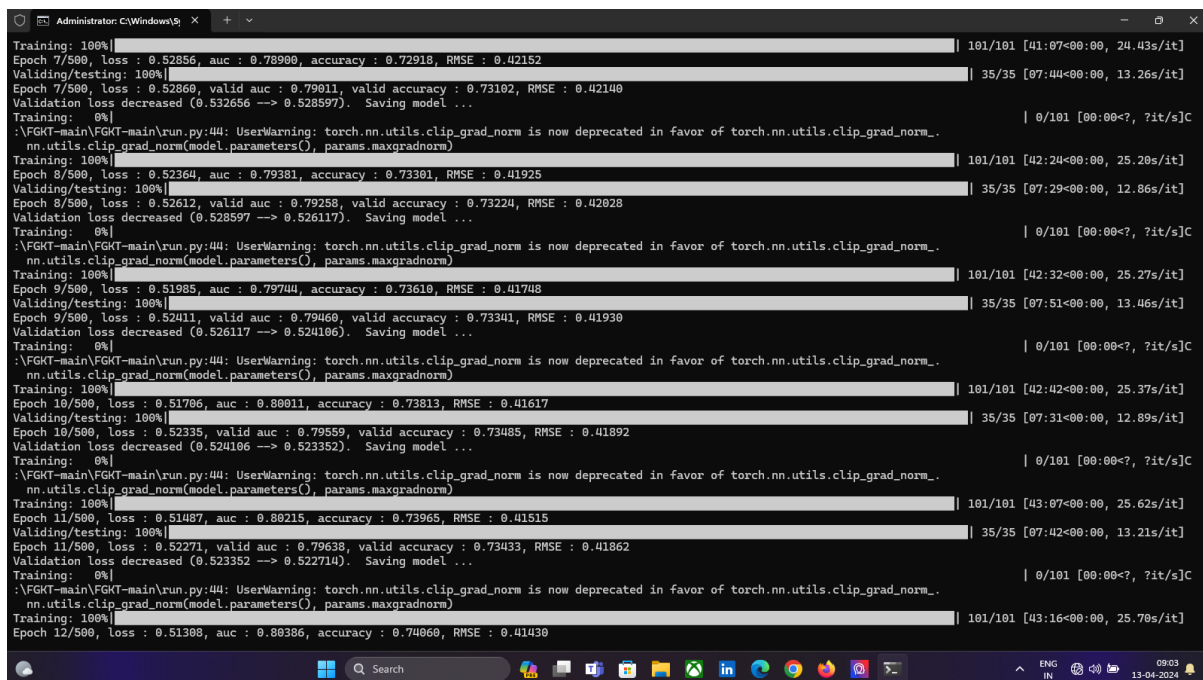 Administrator: C:\Windows\Sy
Training: 100%| | 101/101 [41:07<00:00, 24.43s/it]
Epoch 7/500, loss : 0.52856, auc : 0.78900, accuracy : 0.72918, RMSE : 0.42152
Validing/testing: 100%| | 35/35 [07:44<00:00, 13.26s/it]
Epoch 7/500, loss : 0.52860, valid auc : 0.79011, valid accuracy : 0.73102, RMSE : 0.42140
Validation loss decreased (0.532656 --> 0.528597).  Saving model ...
Training:   0%| | 0/101 [00:00<?, ?it/s]C
:\FGKT-main\FGKT-main\run.py:44: UserWarning: torch.nn.utils.clip_grad_norm is now deprecated in favor of torch.nn.utils.clip_grad_norm_.
nn.utils.clip_grad_norm(model.parameters(), params.maxgradnorm)
Training: 100%| | 101/101 [42:24<00:00, 25.20s/it]
Epoch 8/500, loss : 0.52364, auc : 0.79381, accuracy : 0.73301, RMSE : 0.41925
Validing/testing: 100%| | 35/35 [07:29<00:00, 12.86s/it]
Epoch 8/500, loss : 0.52612, valid auc : 0.79258, valid accuracy : 0.73224, RMSE : 0.42028
Validation loss decreased (0.528597 --> 0.526117).  Saving model ...
Training:   0%| | 0/101 [00:00<?, ?it/s]C
:\FGKT-main\FGKT-main\run.py:44: UserWarning: torch.nn.utils.clip_grad_norm is now deprecated in favor of torch.nn.utils.clip_grad_norm_.
nn.utils.clip_grad_norm(model.parameters(), params.maxgradnorm)
Training: 100%| | 101/101 [42:32<00:00, 25.27s/it]
Epoch 9/500, loss : 0.51985, auc : 0.79744, accuracy : 0.73610, RMSE : 0.41748
Validing/testing: 100%| | 35/35 [07:51<00:00, 13.46s/it]
Epoch 9/500, loss : 0.52411, valid auc : 0.79460, valid accuracy : 0.73341, RMSE : 0.41930
Validation loss decreased (0.526117 --> 0.524106).  Saving model ...
Training:   0%| | 0/101 [00:00<?, ?it/s]C
:\FGKT-main\FGKT-main\run.py:44: UserWarning: torch.nn.utils.clip_grad_norm is now deprecated in favor of torch.nn.utils.clip_grad_norm_.
nn.utils.clip_grad_norm(model.parameters(), params.maxgradnorm)
Training: 100%| | 101/101 [42:42<00:00, 25.37s/it]
Epoch 10/500, loss : 0.51706, auc : 0.80011, accuracy : 0.73813, RMSE : 0.41617
Validing/testing: 100%| | 35/35 [07:31<00:00, 12.89s/it]
Epoch 10/500, loss : 0.52335, valid auc : 0.79559, valid accuracy : 0.73485, RMSE : 0.41892
Validation loss decreased (0.524106 --> 0.523352).  Saving model ...
Training:   0%| | 0/101 [00:00<?, ?it/s]C
:\FGKT-main\FGKT-main\run.py:44: UserWarning: torch.nn.utils.clip_grad_norm is now deprecated in favor of torch.nn.utils.clip_grad_norm_.
nn.utils.clip_grad_norm(model.parameters(), params.maxgradnorm)
Training: 100%| | 101/101 [43:07<00:00, 25.62s/it]
Epoch 11/500, loss : 0.51487, auc : 0.80215, accuracy : 0.73965, RMSE : 0.41515
Validing/testing: 100%| | 35/35 [07:42<00:00, 13.21s/it]
Epoch 11/500, loss : 0.52271, valid auc : 0.79638, valid accuracy : 0.73433, RMSE : 0.41862
Validation loss decreased (0.523352 --> 0.522714).  Saving model ...
Training:   0%| | 0/101 [00:00<?, ?it/s]C
:\FGKT-main\FGKT-main\run.py:44: UserWarning: torch.nn.utils.clip_grad_norm is now deprecated in favor of torch.nn.utils.clip_grad_norm_.
nn.utils.clip_grad_norm(model.parameters(), params.maxgradnorm)
Training: 100%| | 101/101 [43:16<00:00, 25.70s/it]
Epoch 12/500, loss : 0.51308, auc : 0.80386, accuracy : 0.74060, RMSE : 0.41430
Search
ENG
IN
09:03
13-04-2024